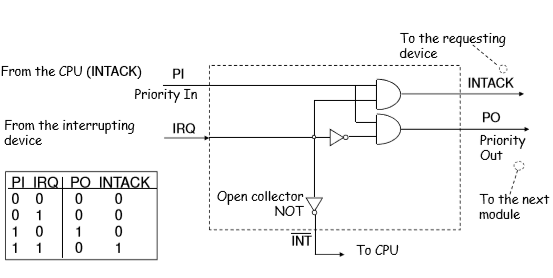 To the requesting
device
From the CPU (INTACK)
PI
INTACK
Priority In
PO
From the interrupting
device
IRQ
Priority
Out
PI IRQ PO INTACK
0 0 0 0
0 1 0 0
1 0 1 0
1 1 0 1
Open collector
NOT
To the next
module
INT
To CPU